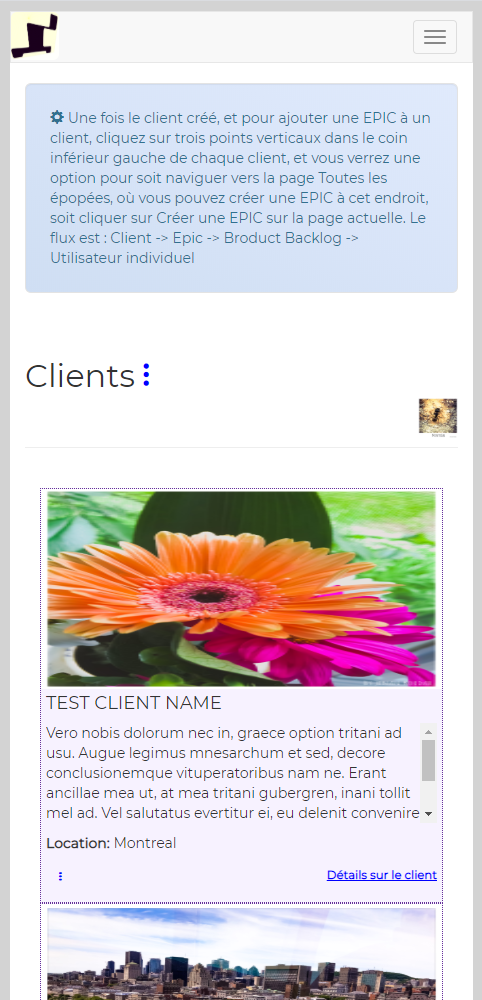 Une fois le client créé, et pour ajouter une EPIC à un
client, cliquez sur trois points verticaux dans le coin
inférieur gauche de chaque client, et vous verrez une
option pour soit naviguer vers la page Toutes les
épopées, où vous pouvez créer une EPIC à cet endroit,
soit cliquer sur Créer une EPIC sur la page actuelle. Le
flux est : Client -> Epic -> Broduct Backlog ->
Utilisateur individuel
Clients
TEST CLIENT NAME
Vero nobis dolorum nec in, graece option tritani ad
usu. Augue legimus mnesarchum et sed, decore
conclusionemque vituperatoribus nam ne. Erant
ancillae mea ut, at mea tritani gubergren, inani tollit
mel ad. Vel salutatus evertitur ei, eu delenit convenire
Location: Montreal
Détails sur le client